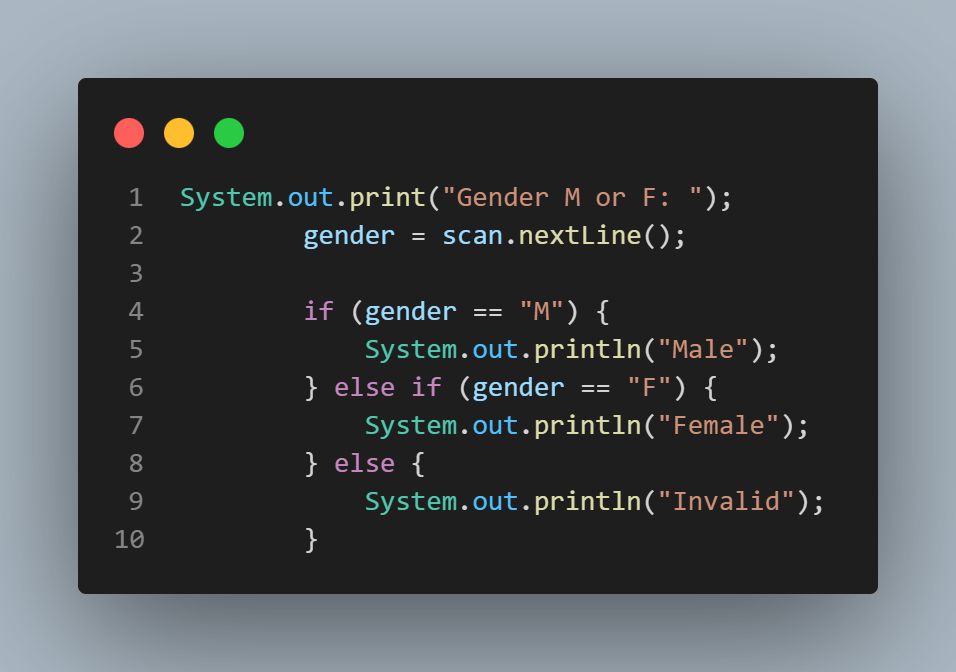 1 System.out.print("Gender M or F: ");
2         gender = scan.nextLine();
3
4         if (gender == "M") {
5             System.out.println("Male");
6         } else if (gender == "F") {
7             System.out.println("Female");
8         } else {
9             System.out.println("Invalid");
10         }